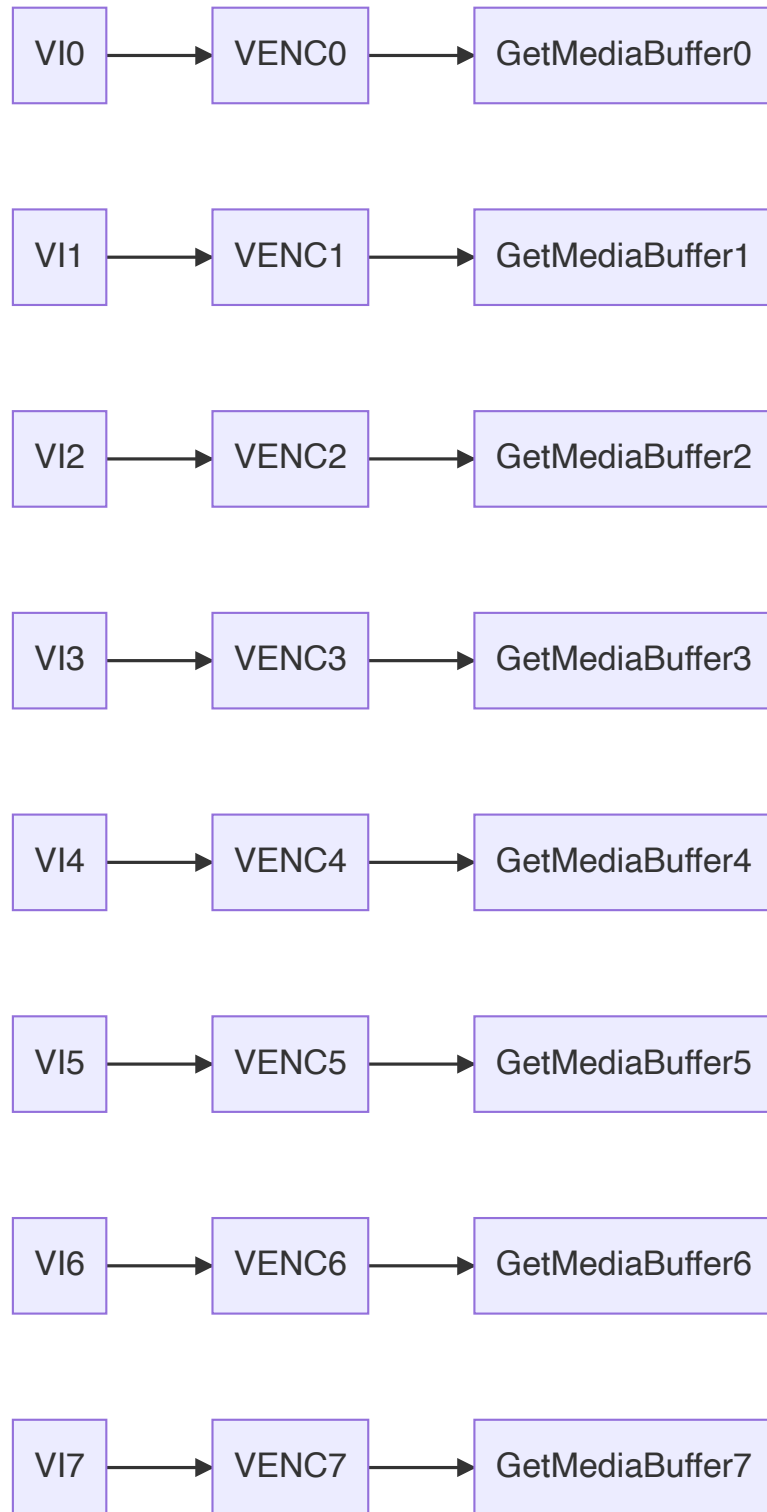 VI0 VENC0 GetMediaBuffer0
VI1 VENC1 GetMediaBuffer1
VI2 VENC2 GetMediaBuffer2
VI3 VENC3 GetMediaBuffer3
VI4 VENC4 GetMediaBuffer4
VI5 VENC5 GetMediaBuffer5
VI6 VENC6 GetMediaBuffer6
VI7 VENC7 GetMediaBuffer7